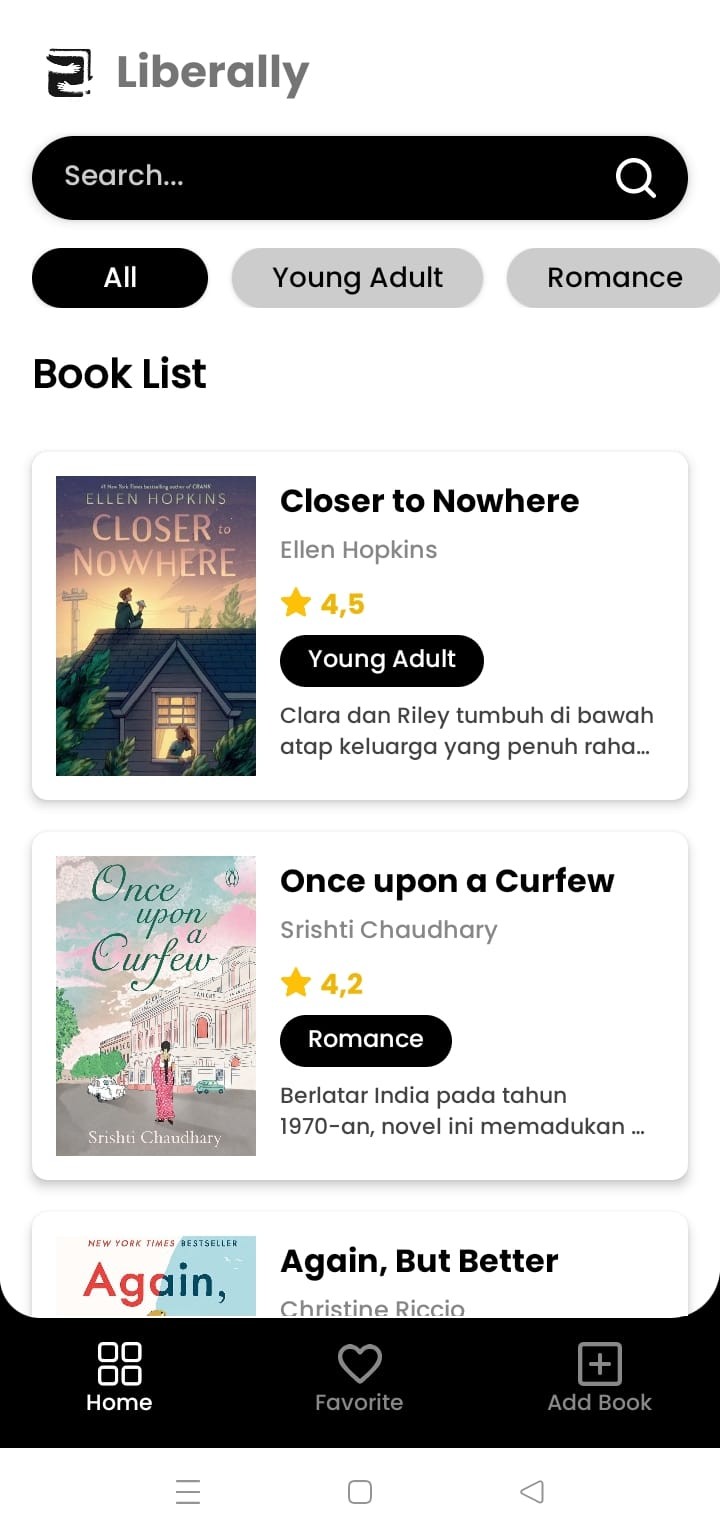 Liberally
Search...
All
Young Adult
Romance
Book List
#1 New York Times bestselling author of CRANK
ELLEN HOPKINS
CLOSER to
NOWHERE
Closer to Nowhere
Ellen Hopkins
4,5
Young Adult
Clara dan Riley tumbuh di bawah
atap keluarga yang penuh raha...
Once
upon
a
Curfew
Srishti Chaudhary
Once upon a Curfew
Srishti Chaudhary
4,2
Romance
Berlatar India pada tahun
1970-an, novel ini memadukan ...
NEW YORK TIMES BESTSELLER
Again,
Again, But Better
Christine Riccio
Home
Favorite
Add Book